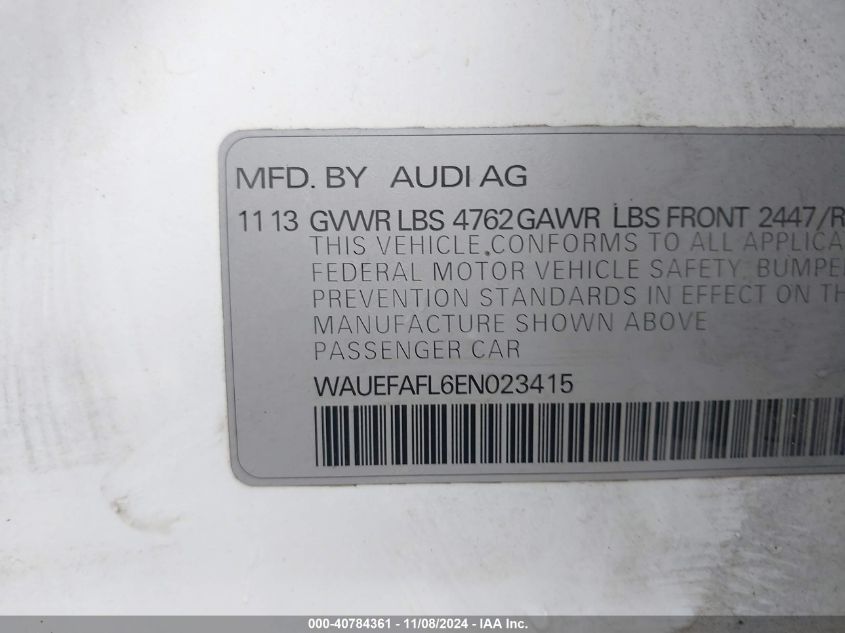 MFD. BY AUDI AG
11 13 GVWR LBS 4762 GAWR LBS FRONT 2447/R
THIS VEHICLE CONFORMS TO ALL APPLICA
FEDERAL MOTOR VEHICLE SAFETY, BUMPE
PREVENTION STANDARDS IN EFFECT ON TH
MANUFACTURE SHOWN ABOVE
PASSENGER CAR
WAUEFAFL6EN023415
000-40784361 - 11/08/2024 - IAA Inc.